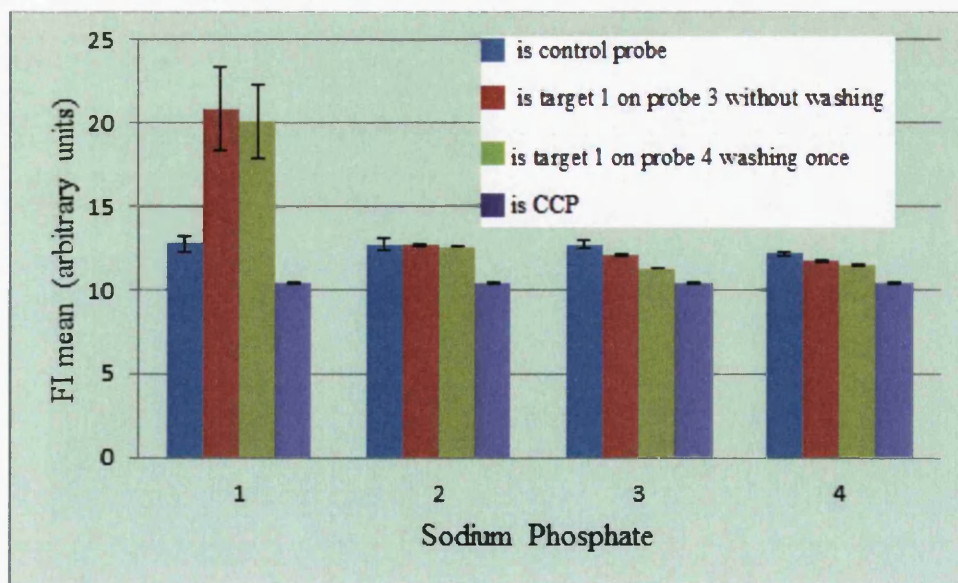 25
20
15
10
5
0
FI mean (arbitrary units)
is control probe
is target 1 on probe 3 without washing
is target 1 on probe 4 washing once
is CCP
1 2 3 4
Sodium Phosphate